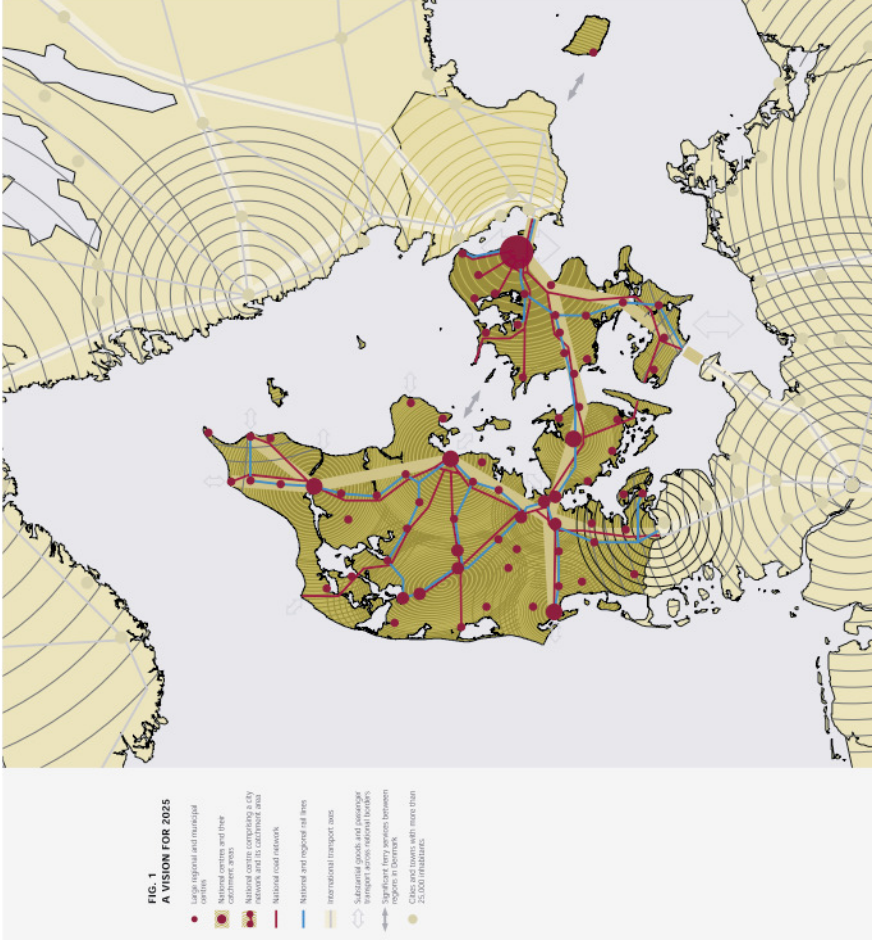 FIG. 1
A VISION FOR 2025
Large regional and municipal
centres
National centres and their
catchment areas
National centre comprising a city
network and its catchment area
National road network
National and regional rail lines
International transport axes
Substantial goods and passenger
transport across national borders
Significant ferry services between
regions in Denmark
Cities and towns with more than
25,000 inhabitants